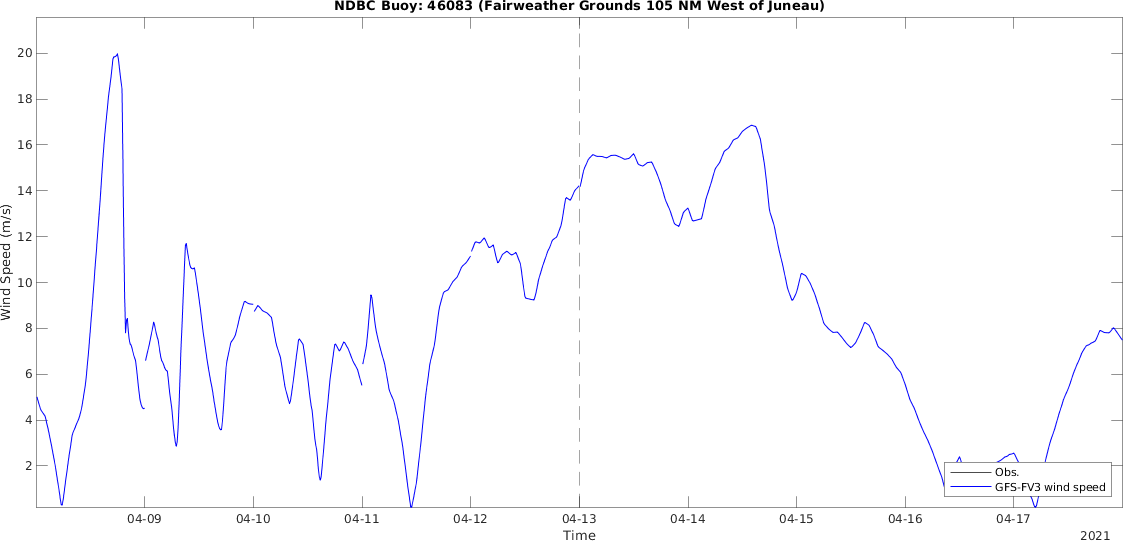 NDBC Buoy: 46083 (Fairweather Grounds 105 NM West of Juneau)
20
18
16
14
12
10
8
6
4
2
Wind Speed (m/s)
Obs.
GFS-FV3 wind speed
04-09 04-10 04-11 04-12 04-13 04-14 04-15 04-16 04-17
Time
2021